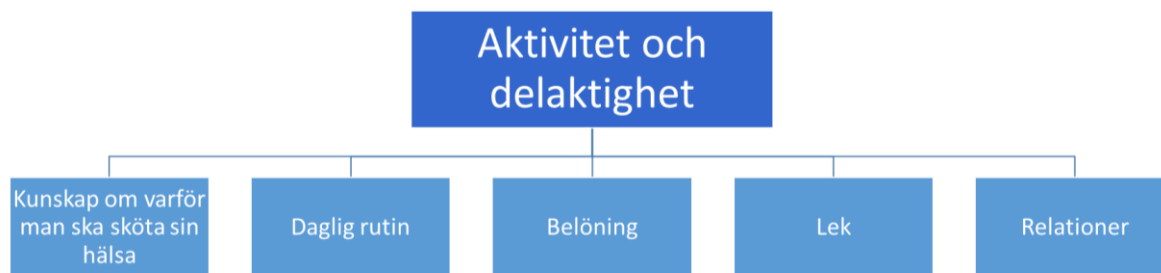 Aktivitet och
delaktighet
Kunskap om varför
man ska sköta sin
hälsa
Daglig rutin
Belöning
Lek
Relationer